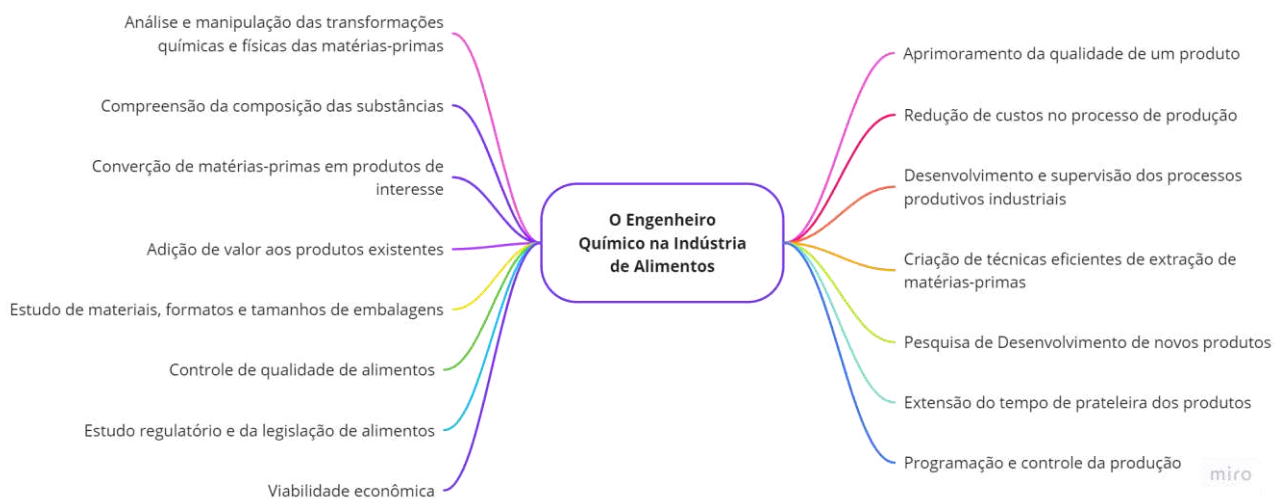 Análise e manipulação das transformações
químicas e físicas das matérias-primas
Compreensão da composição das substâncias
Converção de matérias-primas em produtos de
interesse
Adição de valor aos produtos existentes
Estudo de materiais, formatos e tamanhos de embalagens
Controle de qualidade de alimentos
Estudo regulatório e da legislação de alimentos
Viabilidade econômica
O Engenheiro
Químico na Indústria
de Alimentos
Aprimoramento da qualidade de um produto
Redução de custos no processo de produção
Desenvolvimento e supervisão dos processos
produtivos industriais
Criação de técnicas eficientes de extração de
matérias-primas
Pesquisa de Desenvolvimento de novos produtos
Extensão do tempo de prateleira dos produtos
Programação e controle da produção
miro